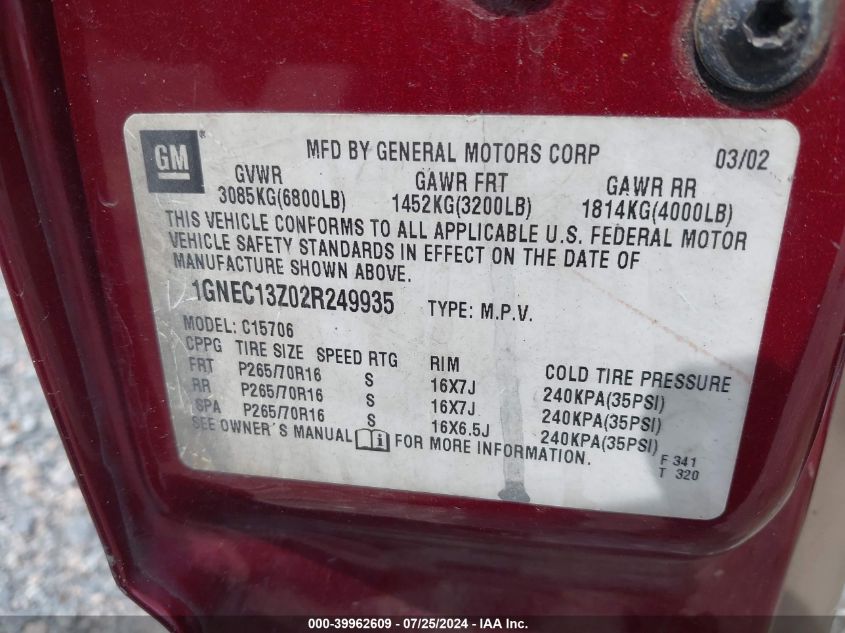 GM ® MFD BY GENERAL MOTORS CORP 03/02
GVWR GAWR FRT GAWR RR
3085KG(6800LB) 1452KG(3200LB) 1814KG(4000LB)
THIS VEHICLE CONFORMS TO ALL APPLICABLE U.S. FEDERAL MOTOR
VEHICLE SAFETY STANDARDS IN EFFECT ON THE DATE OF
MANUFACTURE SHOWN ABOVE.
1GNEC13Z02R249935 TYPE: M.P.V.
MODEL: C15706
CPPG TIRE SIZE SPEED RTG RIM COLD TIRE PRESSURE
FRT P265/70R16 S 16X7J 240KPA(35PSI)
RR P265/70R16 S 16X7J 240KPA(35PSI)
SPA P265/70R16 S 16X6.5J 240KPA(35PSI)
SEE OWNER'S MANUAL FOR MORE INFORMATION.
F 341
T 320
000-39962609 - 07/25/2024 - IAA Inc.